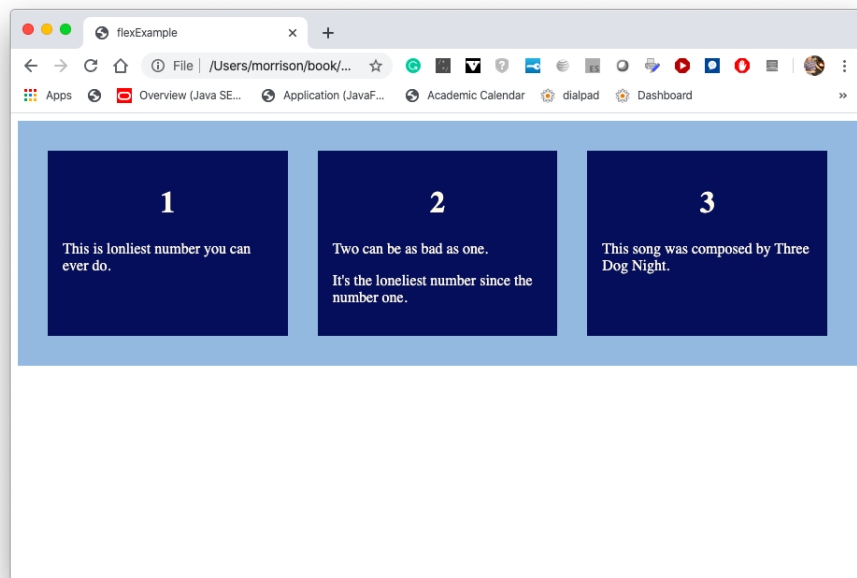 flexExample
File
/Users/morrison/book/...
Apps
Overview (Java SE...
Application (JavaF...
Academic Calendar
dialpad
Dashboard
1
This is lonliest number you can
ever do.
2
Two can be as bad as one.
It's the loneliest number since the
number one.
3
This song was composed by Three
Dog Night.